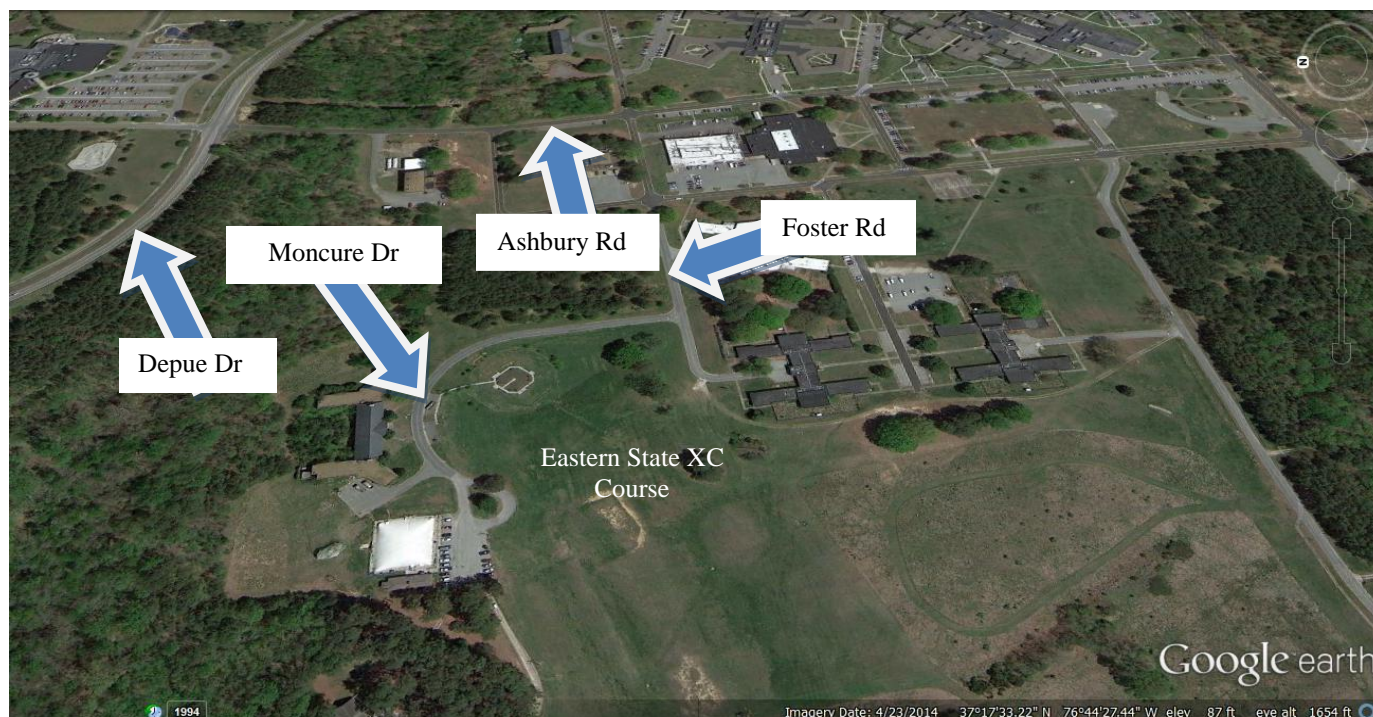 N
Ashbury Rd
Foster Rd
Moncure Dr
Depue Dr
Eastern State XC
Course
Google earth
1994
Imagery Date: 4/23/2014 37°17'33.22" N 76°44'27.44" W elev 87 ft eye alt 1654 ft